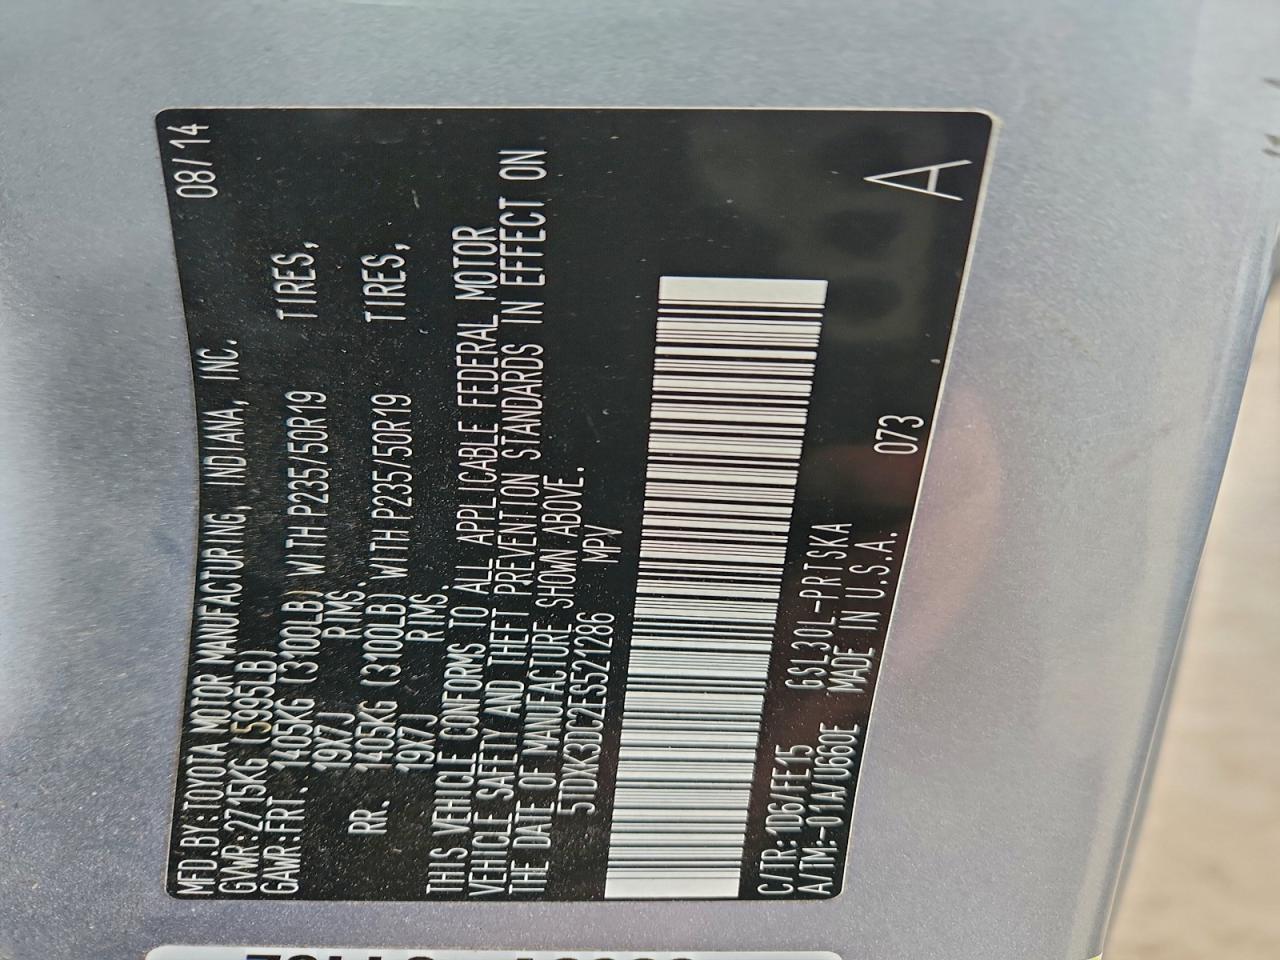 MFD.BY:TOYOTA MOTOR MANUFACTURING, INDIANA, INC. 08/14
GVWR:2715KG (5995LB)
GAWR:FRT. 1405KG (3100LB) WITH P235/50R19 TIRES,
19X7J RIMS.
RR. 1405KG (3100LB) WITH P235/50R19 TIRES,
19X7J RIMS.
THIS VEHICLE CONFORMS TO ALL APPLICABLE FEDERAL MOTOR
VEHICLE SAFETY AND THEFT PREVENTION STANDARDS IN EFFECT ON
THE DATE OF MANUFACTURE SHOWN ABOVE.
5TDXK3DC2ES521286 MPV
C/TR: 1D6/FE15 GSL30L-PRTSKA 073
A/TM:-01A/U660E MADE IN U.S.A.
A